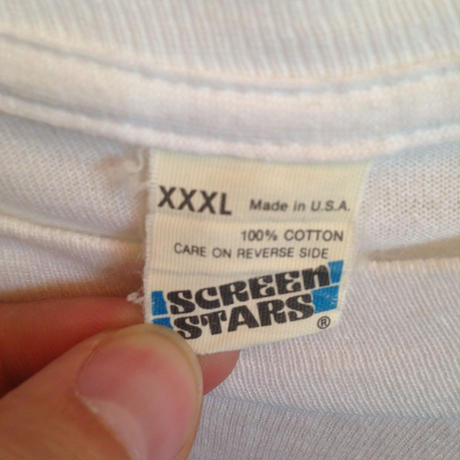 XXXL Made in U.S.A.
100% COTTON
CARE ON REVERSE SIDE
SCREEN
STARS ®